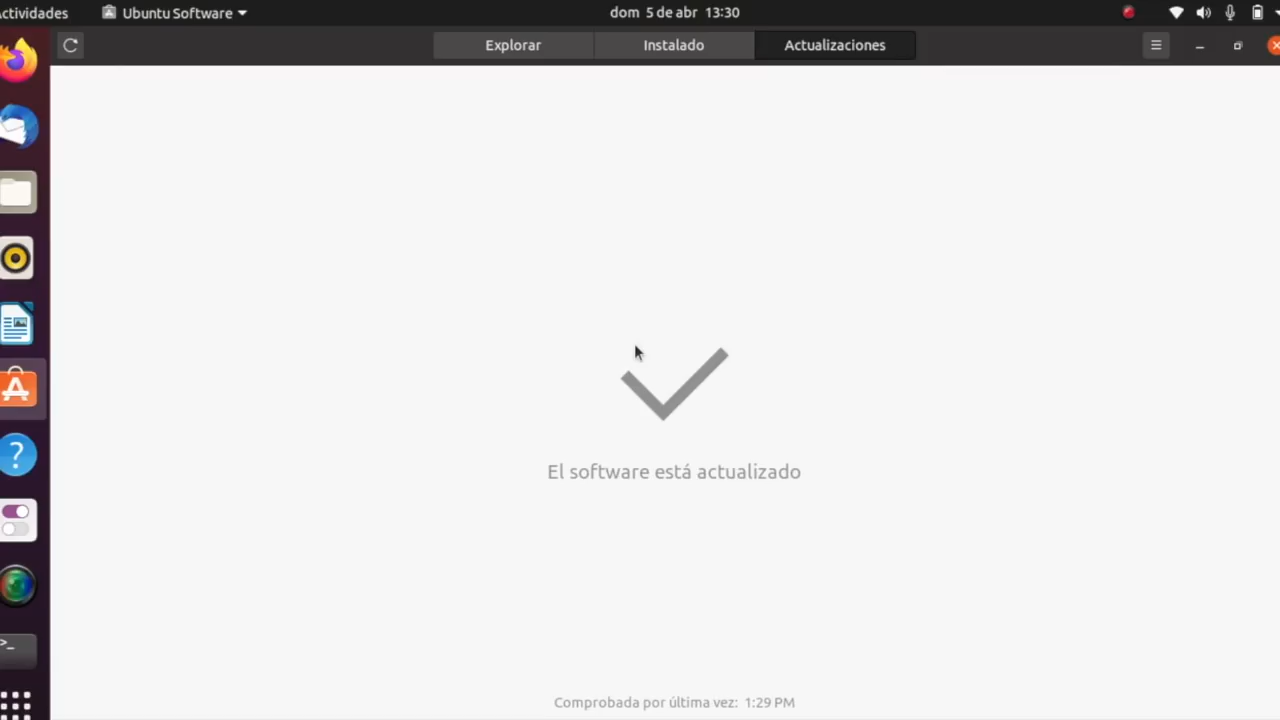 ctividades Ubuntu Software dom 5 de abr 13:30
Explorar Instalado Actualizaciones
El software está actualizado
Comprobada por última vez: 1:29 PM